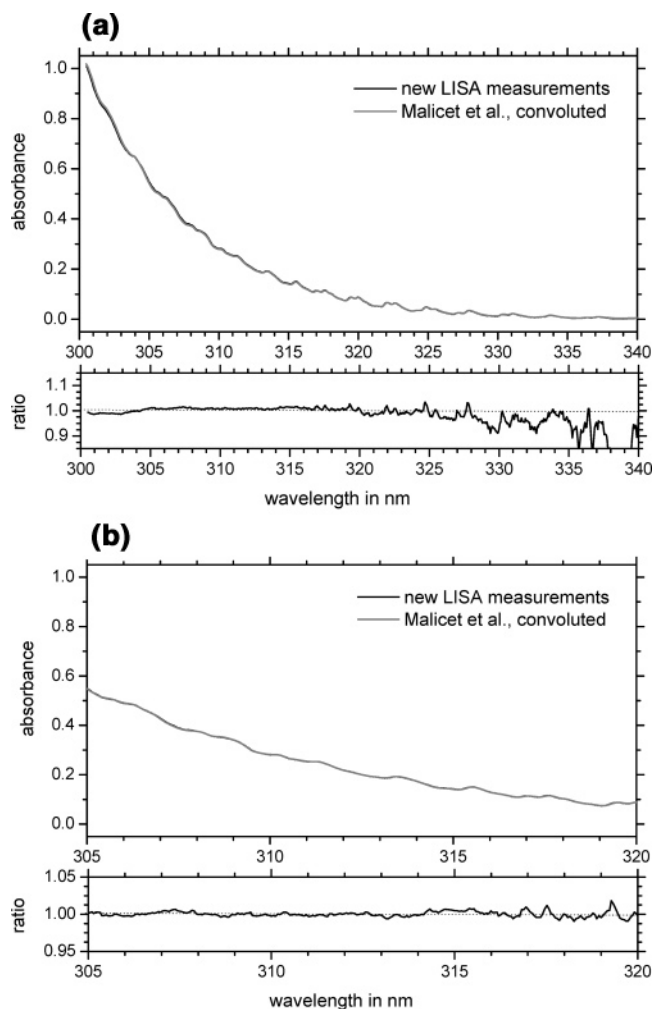 (a)
new LISA measurements
Malicet et al., convoluted
absorbance
1.0
0.8
0.6
0.4
0.2
0.0
300 305 310 315 320 325 330 335 340
ratio
1.1
1.0
0.9
300 305 310 315 320 325 330 335 340
wavelength in nm
(b)
new LISA measurements
Malicet et al., convoluted
absorbance
1.0
0.8
0.6
0.4
0.2
0.0
305 310 315 320
ratio
1.05
1.00
0.95
305 310 315 320
wavelength in nm